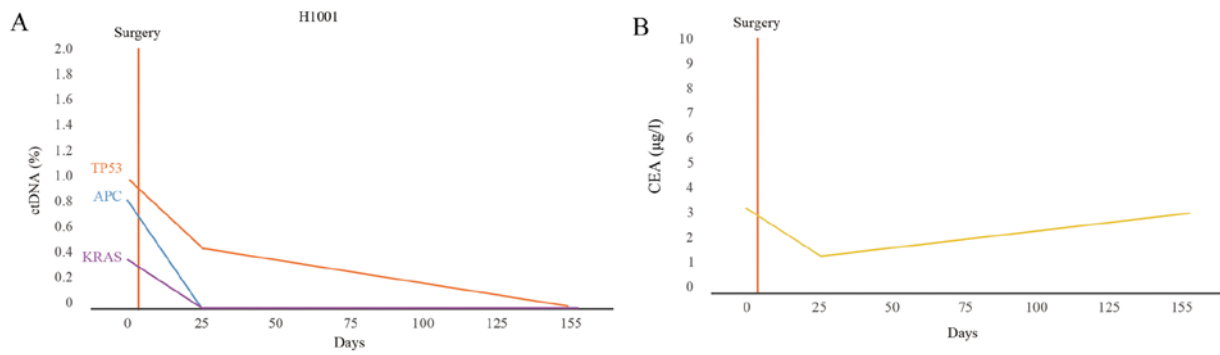 A
H1001
Surgery
2.0
1.8
1.6
1.4
1.2
1.0
0.8
0.6
0.4
0.2
0
ctDNA (%)
TP53
APC
KRAS
0 25 50 75 100 125 155
Days
B
Surgery
10
9
8
7
6
5
4
3
2
1
0
CEA (µg/l)
0 25 50 75 100 125 155
Days